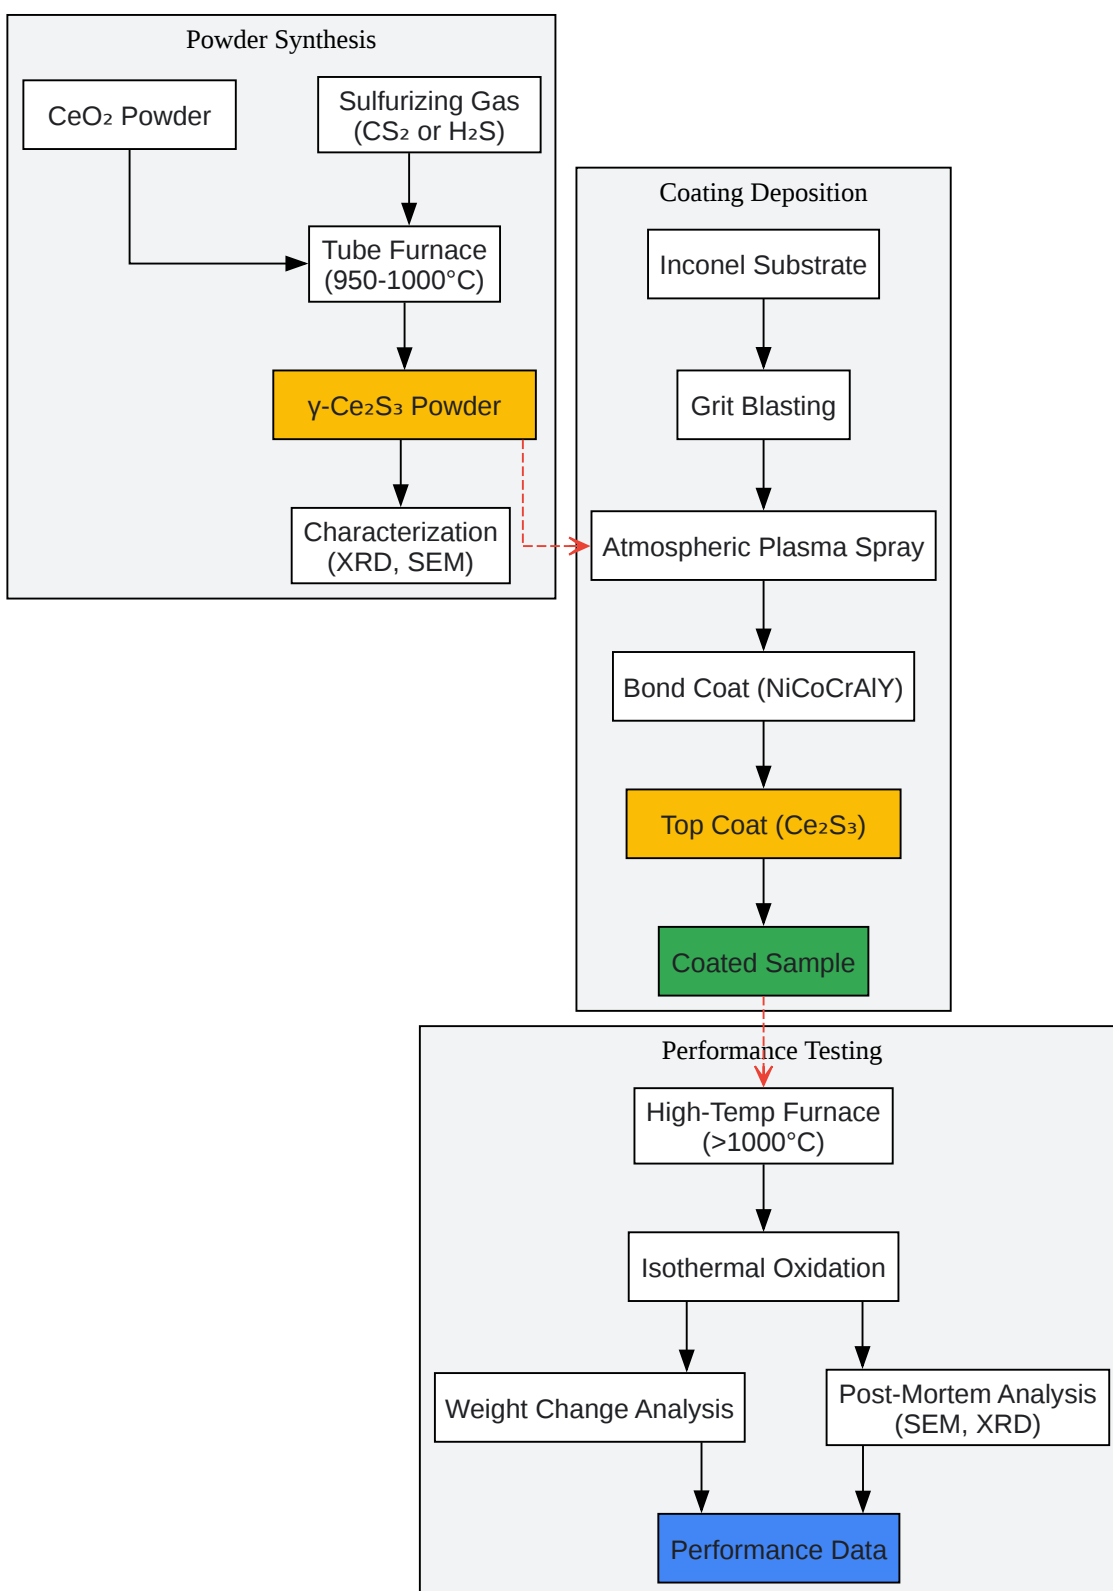 Powder Synthesis
CeO₂ Powder
Sulfurizing Gas
(CS₂ or H₂S)
Tube Furnace
(950-1000°C)
γ-Ce₂S₃ Powder
Characterization
(XRD, SEM)
Coating Deposition
Inconel Substrate
Grit Blasting
Atmospheric Plasma Spray
Bond Coat (NiCoCrAlY)
Top Coat (Ce₂S₃)
Coated Sample
Performance Testing
High-Temp Furnace
(>1000°C)
Isothermal Oxidation
Weight Change Analysis
Post-Mortem Analysis
(SEM, XRD)
Performance Data